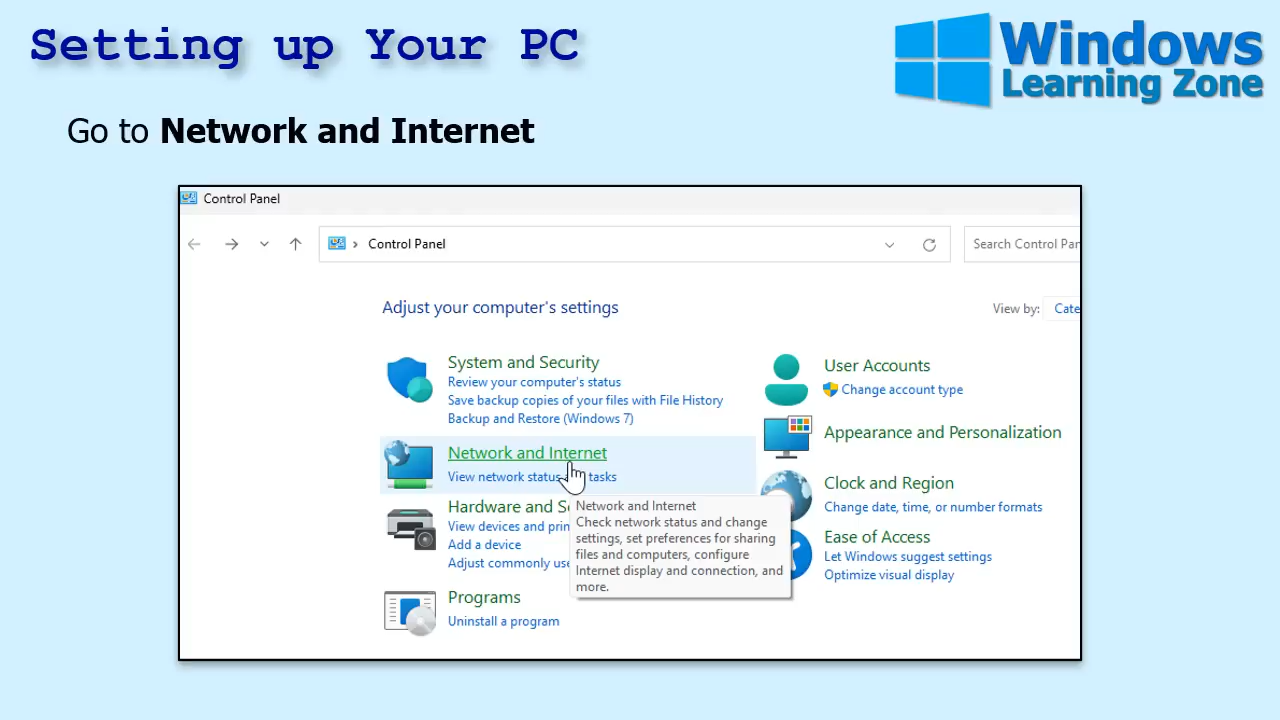 Setting up Your PC
Windows
Learning Zone
Go to Network and Internet
Control Panel
Control Panel
Search Control Pan
Adjust your computer's settings
View by: Cate
System and Security
Review your computer's status
Save backup copies of your files with File History
Backup and Restore (Windows 7)
Network and Internet
View network status tasks
Hardware and S
View devices and prin
Add a device
Adjust commonly use
Network and Internet
Check network status and change
settings, set preferences for sharing
files and computers, configure
Internet display and connection, and
more.
Programs
Uninstall a program
User Accounts
Change account type
Appearance and Personalization
Clock and Region
Change date, time, or number formats
Ease of Access
Let Windows suggest settings
Optimize visual display